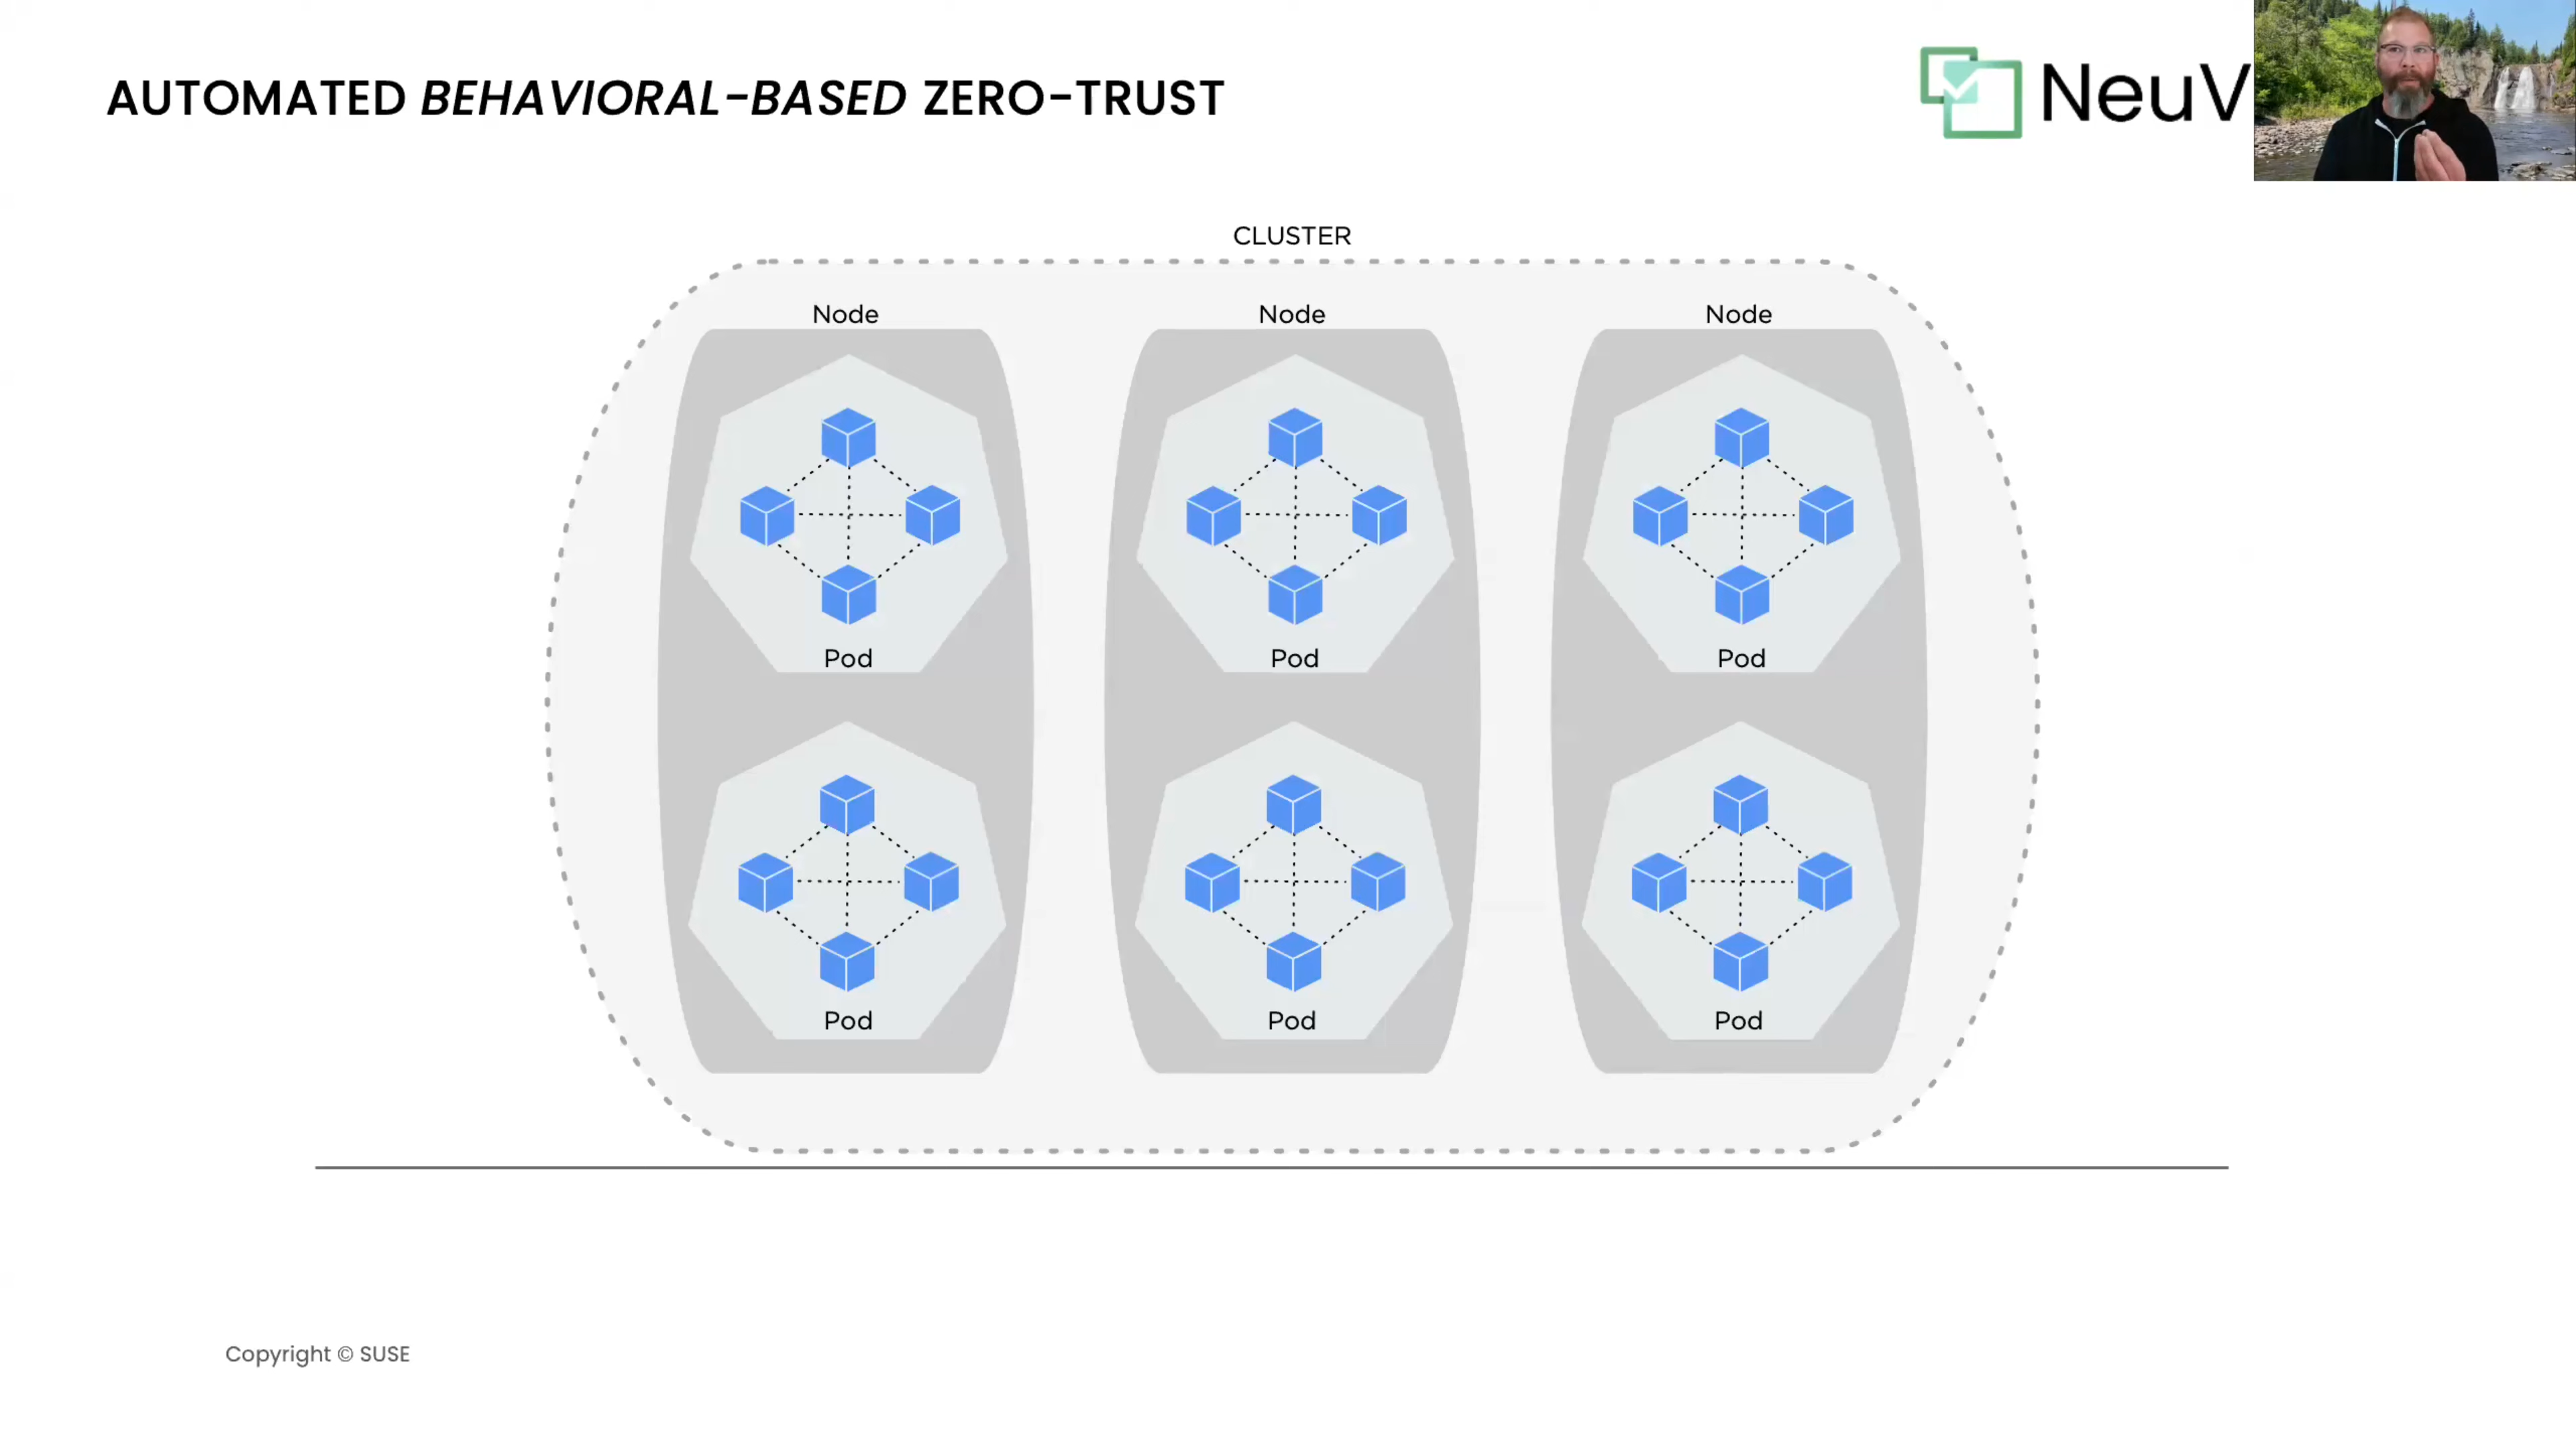 AUTOMATED BEHAVIORAL-BASED ZERO-TRUST
NeuV
CLUSTER
Node Node Node
Pod Pod Pod
Pod Pod Pod
Copyright © SUSE